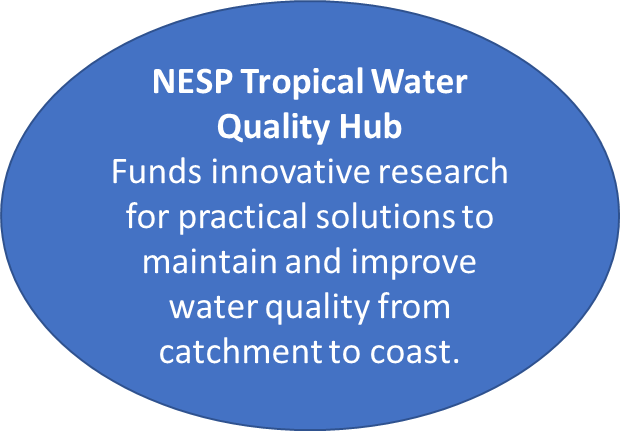 NESP Tropical Water
Quality Hub
Funds innovative research
for practical solutions to
maintain and improve
water quality from
catchment to coast.